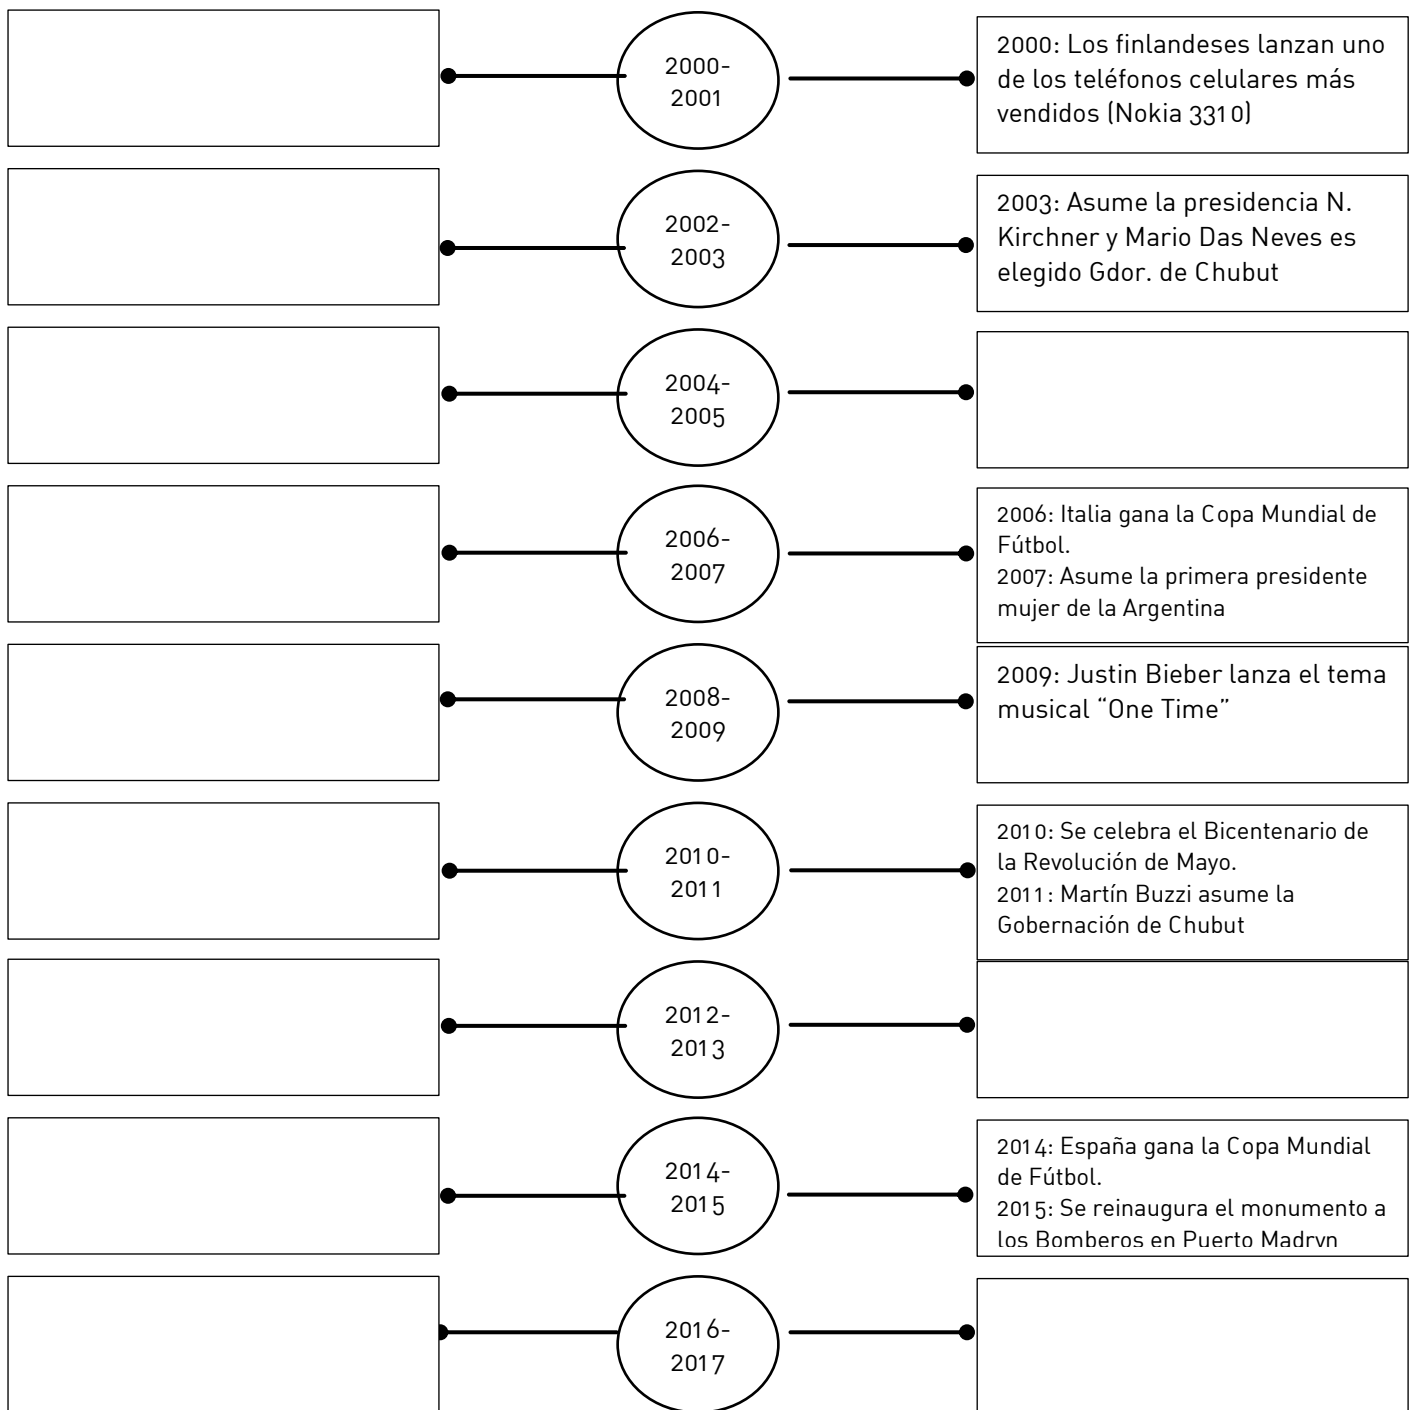 2000-
2001
2000: Los finlandeses lanzan uno
de los teléfonos celulares más
vendidos (Nokia 3310)
2002-
2003
2003: Asume la presidencia N.
Kirchner y Mario Das Neves es
elegido Gdor. de Chubut
2004-
2005
2006-
2007
2006: Italia gana la Copa Mundial de
Fútbol.
2007: Asume la primera presidente
mujer de la Argentina
2008-
2009
2009: Justin Bieber lanza el tema
musical “One Time”
2010-
2011
2010: Se celebra el Bicentenario de
la Revolución de Mayo.
2011: Martín Buzzi asume la
Gobernación de Chubut
2012-
2013
2014-
2015
2014: España gana la Copa Mundial
de Fútbol.
2015: Se reinaugura el monumento a
los Bomberos en Puerto Madryn
2016-
2017